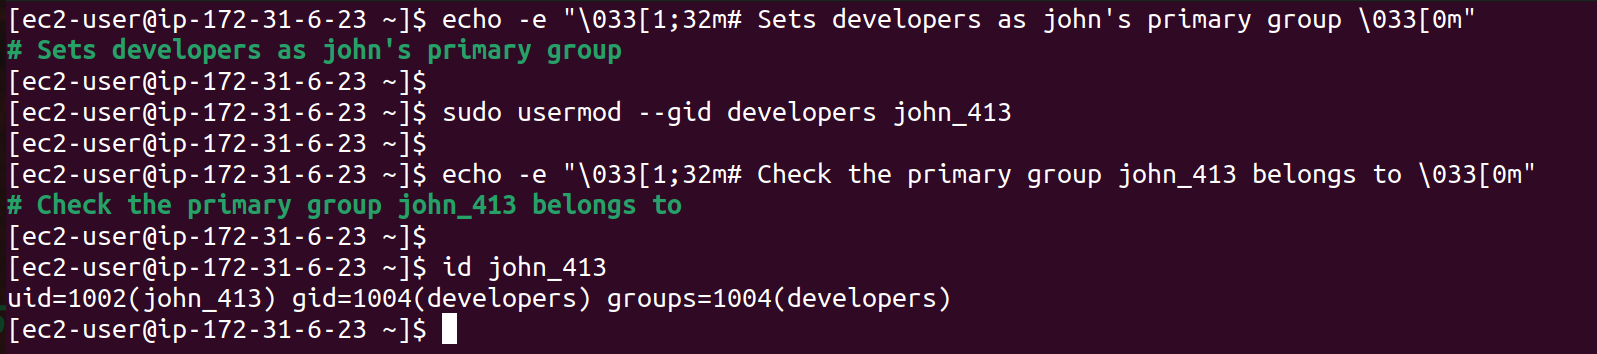 [ec2-user@ip-172-31-6-23 ~]$ echo -e "\033[1;32m# Sets developers as john's primary group \033[0m"
# Sets developers as john's primary group
[ec2-user@ip-172-31-6-23 ~]$
[ec2-user@ip-172-31-6-23 ~]$ sudo usermod --gid developers john_413
[ec2-user@ip-172-31-6-23 ~]$
[ec2-user@ip-172-31-6-23 ~]$ echo -e "\033[1;32m# Check the primary group john_413 belongs to \033[0m"
# Check the primary group john_413 belongs to
[ec2-user@ip-172-31-6-23 ~]$
[ec2-user@ip-172-31-6-23 ~]$ id john_413
uid=1002(john_413) gid=1004(developers) groups=1004(developers)
[ec2-user@ip-172-31-6-23 ~]$